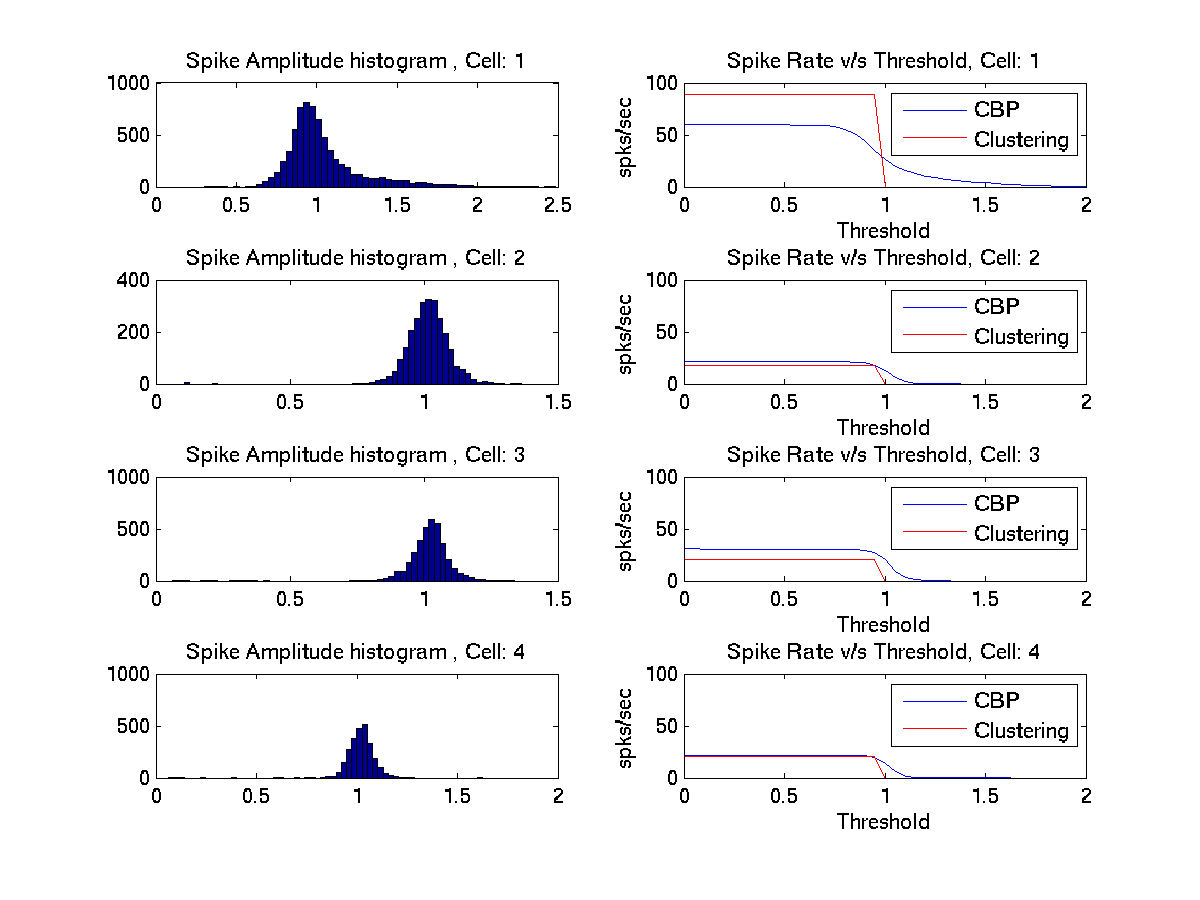 Spike Amplitude histogram , Cell: 1
1000
500
0
0 0.5 1 1.5 2 2.5
Spike Rate v/s Threshold, Cell: 1
100
50
0
spks/sec
CBP
Clustering
0 0.5 1 1.5 2
Threshold
Spike Amplitude histogram , Cell: 2
400
200
0
0 0.5 1 1.5
Spike Rate v/s Threshold, Cell: 2
100
50
0
spks/sec
CBP
Clustering
0 0.5 1 1.5 2
Threshold
Spike Amplitude histogram , Cell: 3
1000
500
0
0 0.5 1 1.5
Spike Rate v/s Threshold, Cell: 3
100
50
0
spks/sec
CBP
Clustering
0 0.5 1 1.5 2
Threshold
Spike Amplitude histogram , Cell: 4
1000
500
0
0 0.5 1 1.5 2
Spike Rate v/s Threshold, Cell: 4
100
50
0
spks/sec
CBP
Clustering
0 0.5 1 1.5 2
Threshold